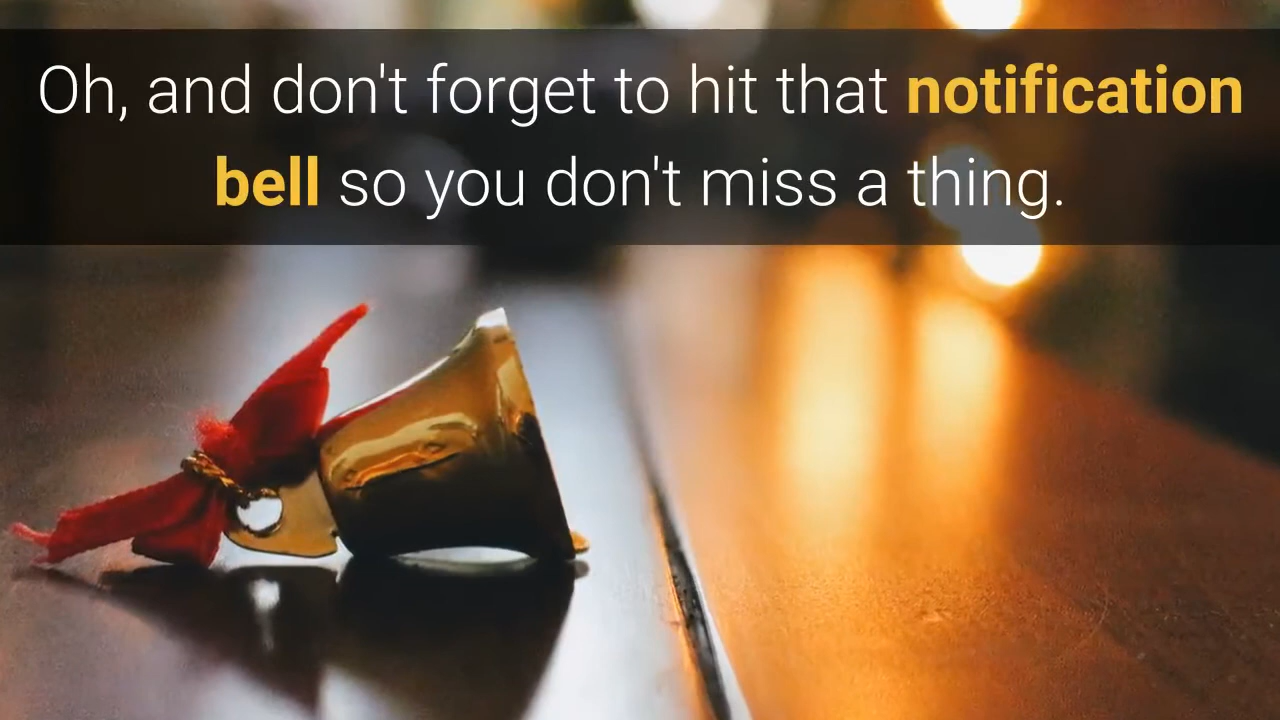 Oh, and don't forget to hit that notification
bell so you don't miss a thing.